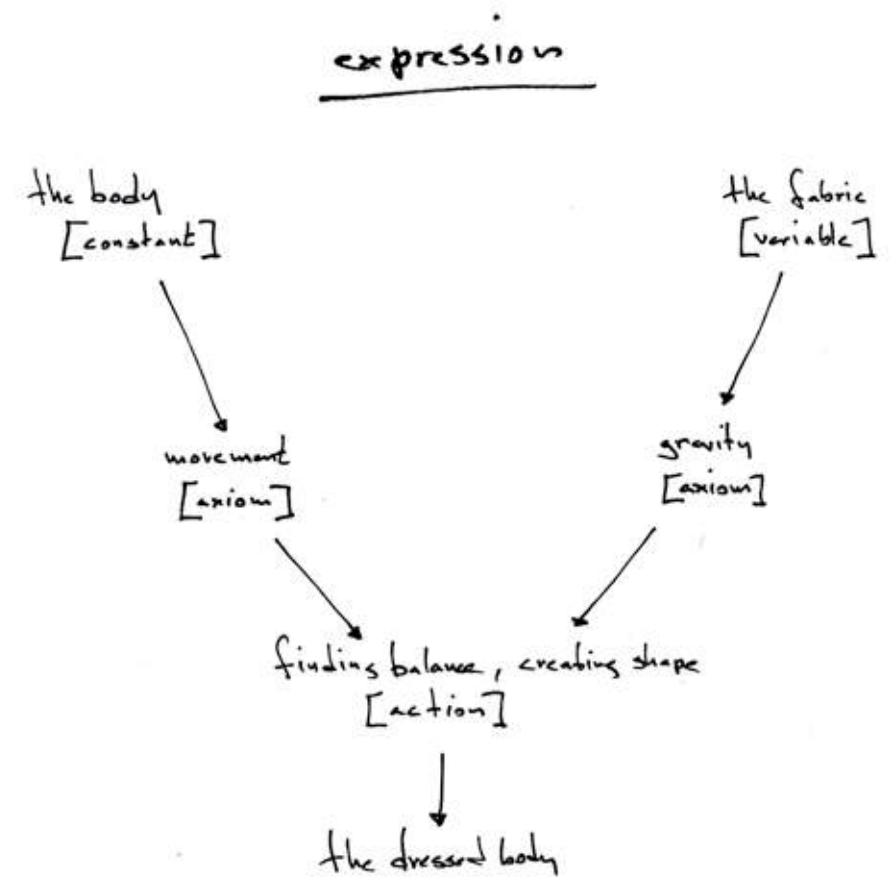 expression
the body
[constant]
the fabric
[variable]
movement
[axiom]
gravity
[axiom]
finding balance, creating shape
[action]
the dressed body